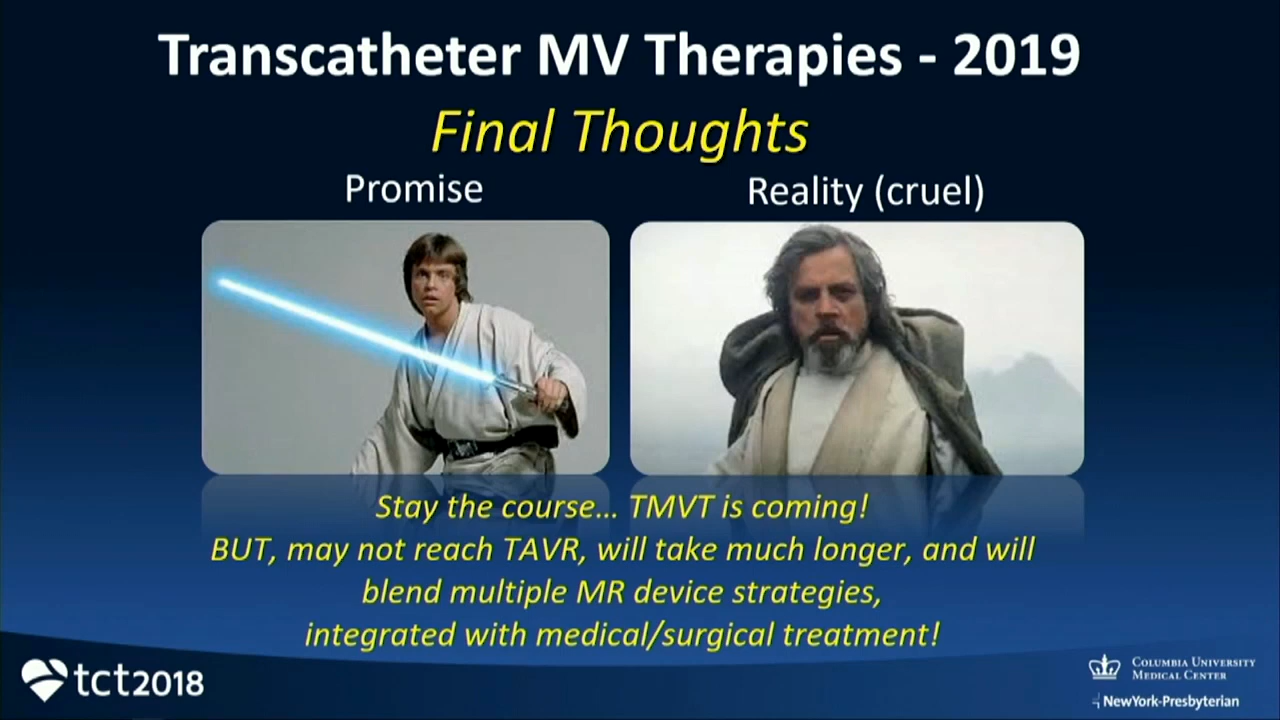 Transcatheter MV Therapies - 2019
Final Thoughts
Promise
Reality (cruel)
Stay the course... TMVT is coming!
BUT, may not reach TAVR, will take much longer, and will
blend multiple MR device strategies,
integrated with medical/surgical treatment!
tct2018
COLUMBIA UNIVERSITY
MEDICAL CENTER
NewYork-Presbyterian